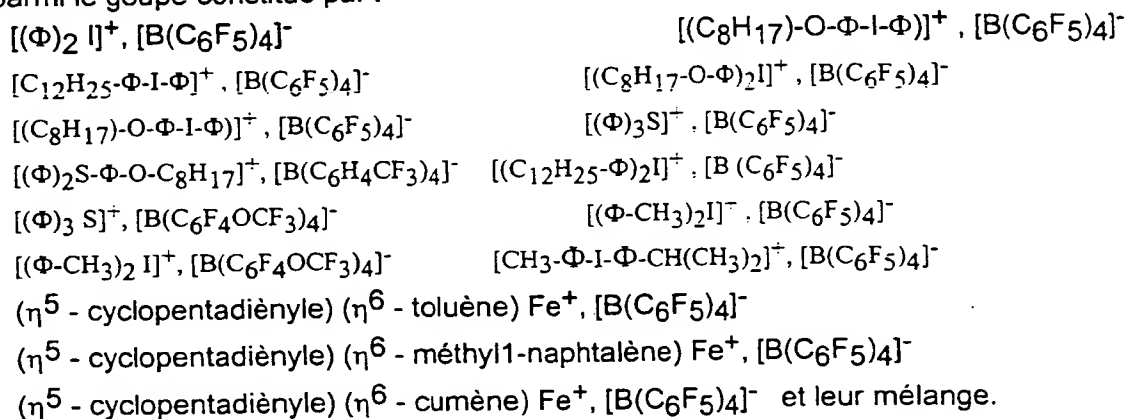 parmi le goupe constitué par :
[(Φ)2 I]+, [B(C6F5)4]- [(C8H17)-O-Φ-I-Φ)]+ , [B(C6F5)4]-
[C12H25-Φ-I-Φ]+ , [B(C6F5)4]- [(C8H17-O-Φ)2I]+ , [B(C6F5)4]-
[(C8H17)-O-Φ-I-Φ)]+ , [B(C6F5)4]- [(Φ)3S]+ , [B(C6F5)4]-
[(Φ)2S-Φ-O-C8H17]+, [B(C6H4CF3)4]- [(C12H25-Φ)2I]+ , [B (C6F5)4]-
[(Φ)3 S]+, [B(C6F4OCF3)4]- [(Φ-CH3)2I]+ , [B(C6F5)4]-
[(Φ-CH3)2 I]+, [B(C6F4OCF3)4]- [CH3-Φ-I-Φ-CH(CH3)2]+, [B(C6F5)4]-
(η5 - cyclopentadiènyle) (η6 - toluène) Fe+, [B(C6F5)4]-
(η5 - cyclopentadiènyle) (η6 - méthyl1-naphtalène) Fe+, [B(C6F5)4]-
(η5 - cyclopentadiènyle) (η6 - cumène) Fe+, [B(C6F5)4]- et leur mélange.